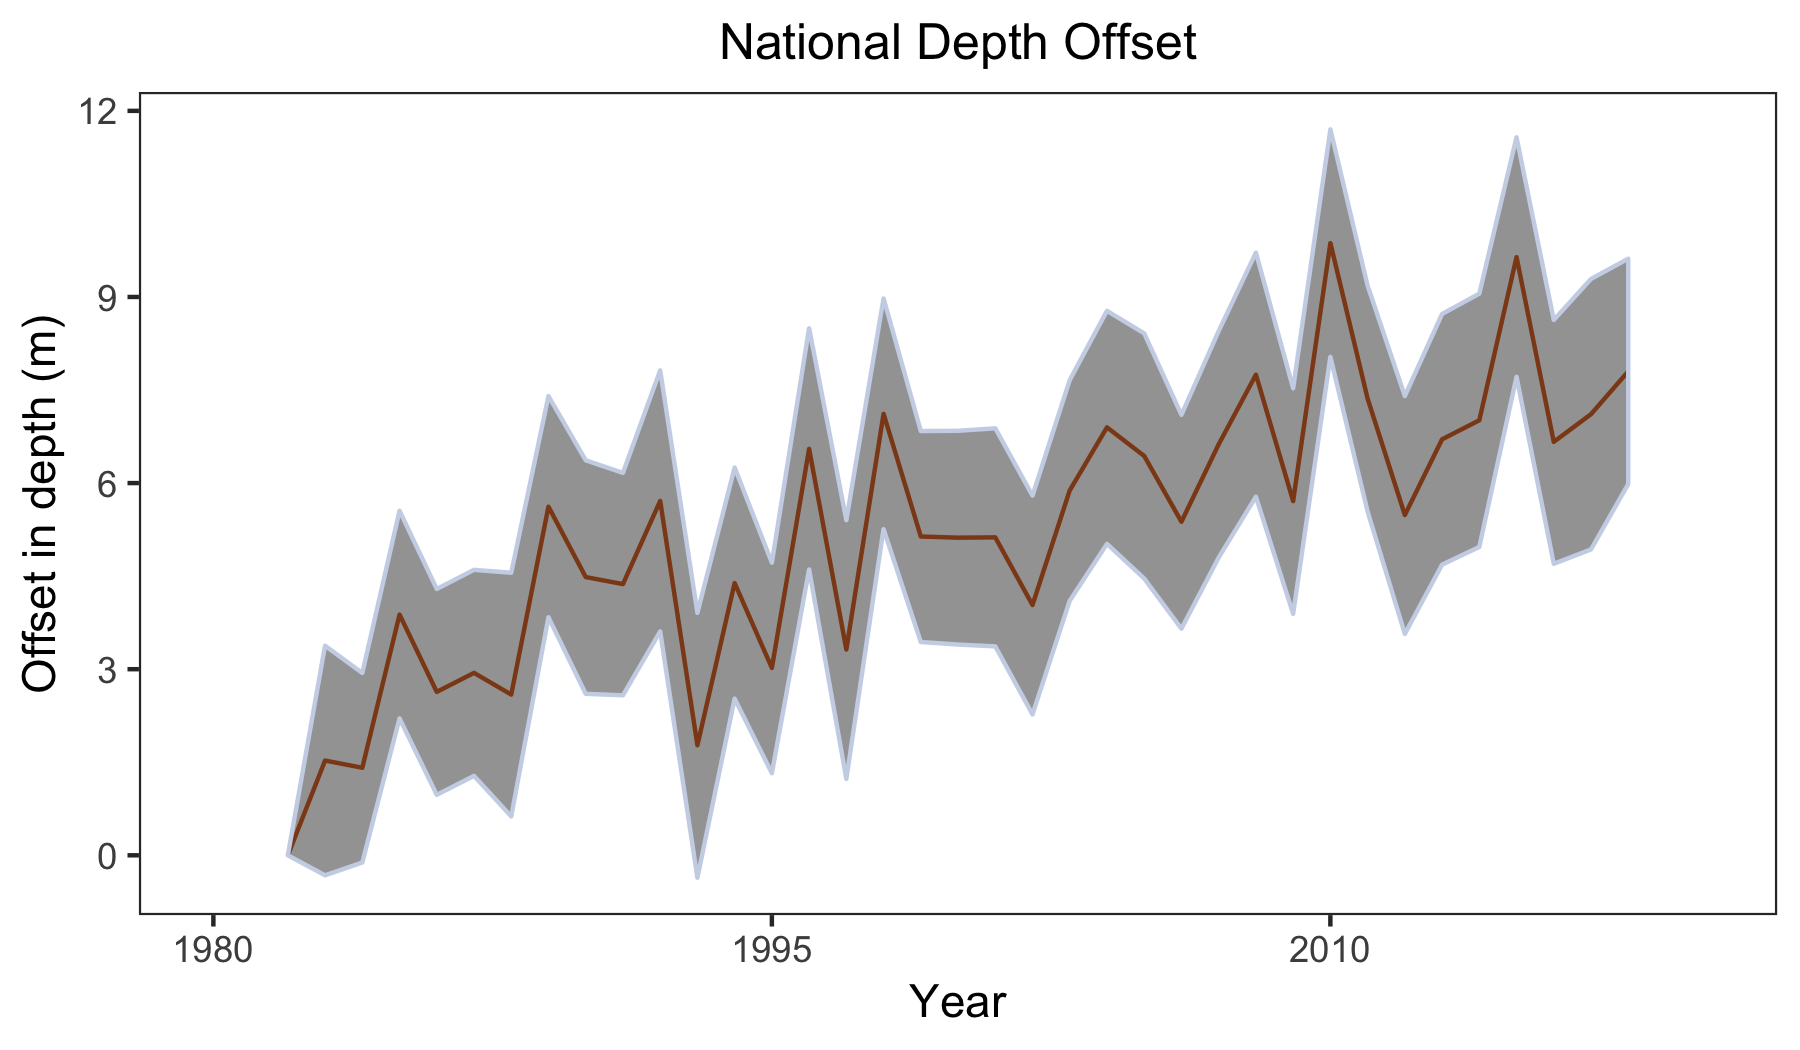 National Depth Offset
Offset in depth (m)
12
9
6
3
0
1980 1995 2010
Year